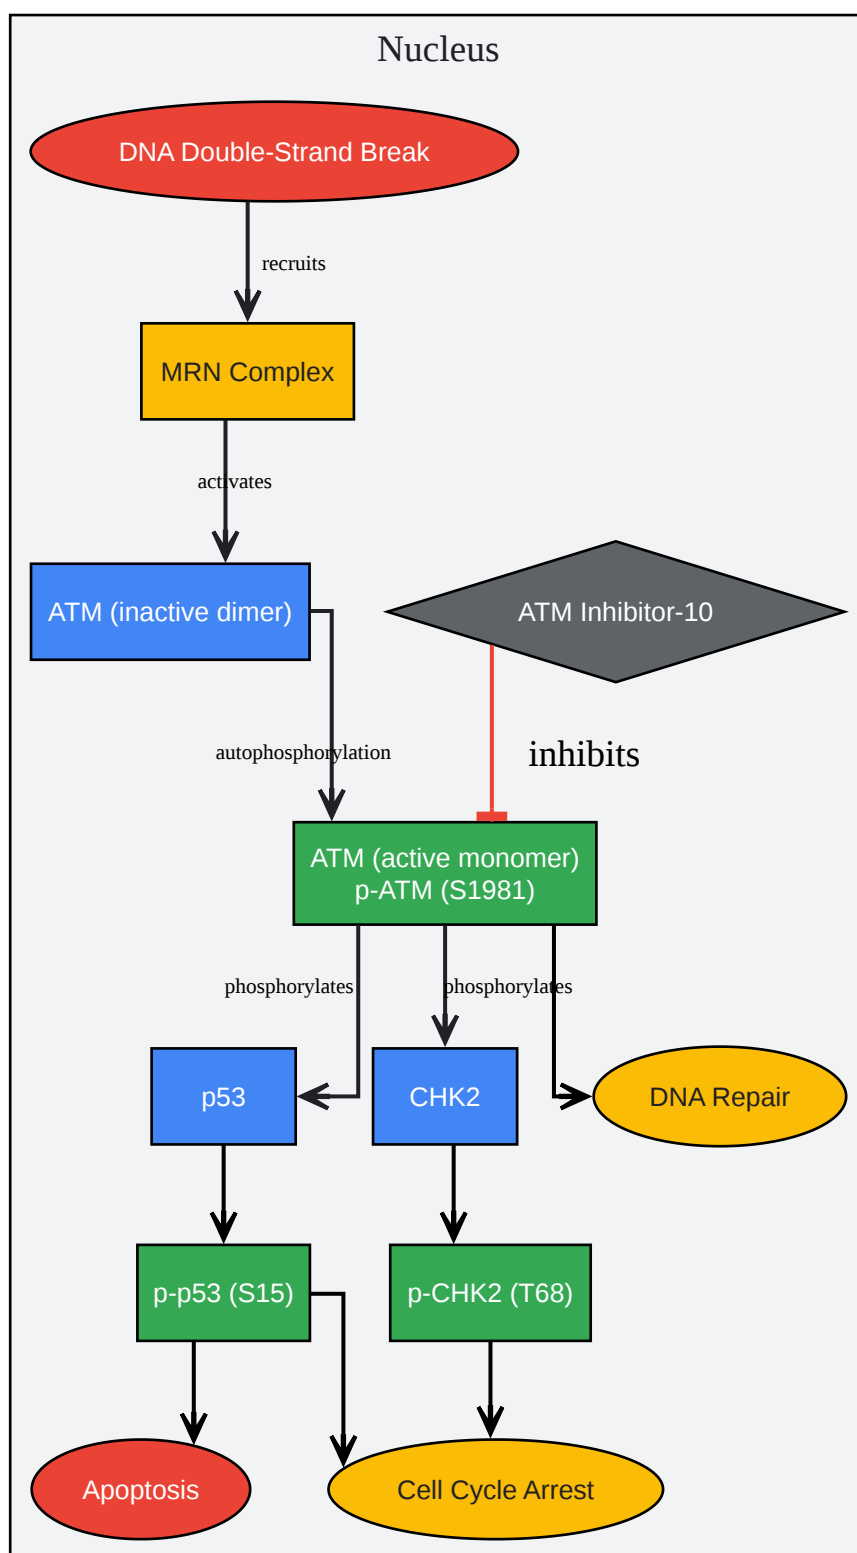 Nucleus
DNA Double-Strand Break
recruits
MRN Complex
activates
ATM (inactive dimer)
ATM Inhibitor-10
autophosphorylation
inhibits
ATM (active monomer)
p-ATM (S1981)
phosphorylates
phosphorylates
p53
CHK2
DNA Repair
p-p53 (S15)
p-CHK2 (T68)
Apoptosis
Cell Cycle Arrest